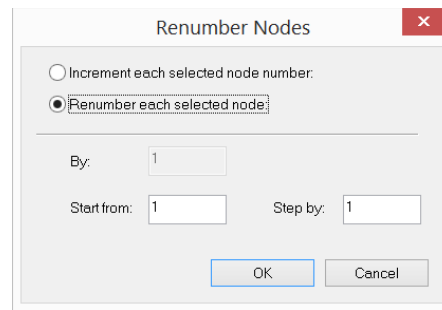 Renumber Nodes
Increment each selected node number:
Renumber each selected node:
By: 1
Start from: 1 Step by: 1
OK Cancel